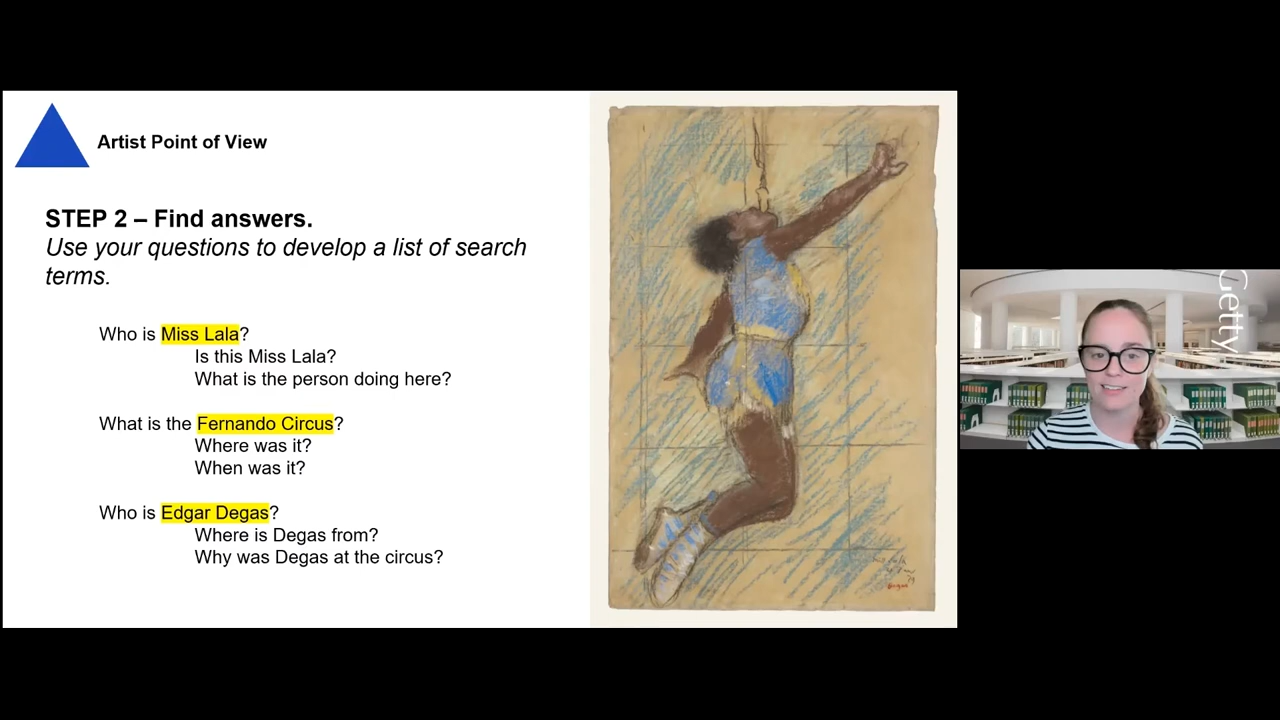 Artist Point of View
STEP 2 – Find answers.
Use your questions to develop a list of search
terms.
Who is Miss Lala?
Is this Miss Lala?
What is the person doing here?
What is the Fernando Circus?
Where was it?
When was it?
Who is Edgar Degas?
Where is Degas from?
Why was Degas at the circus?
Getty